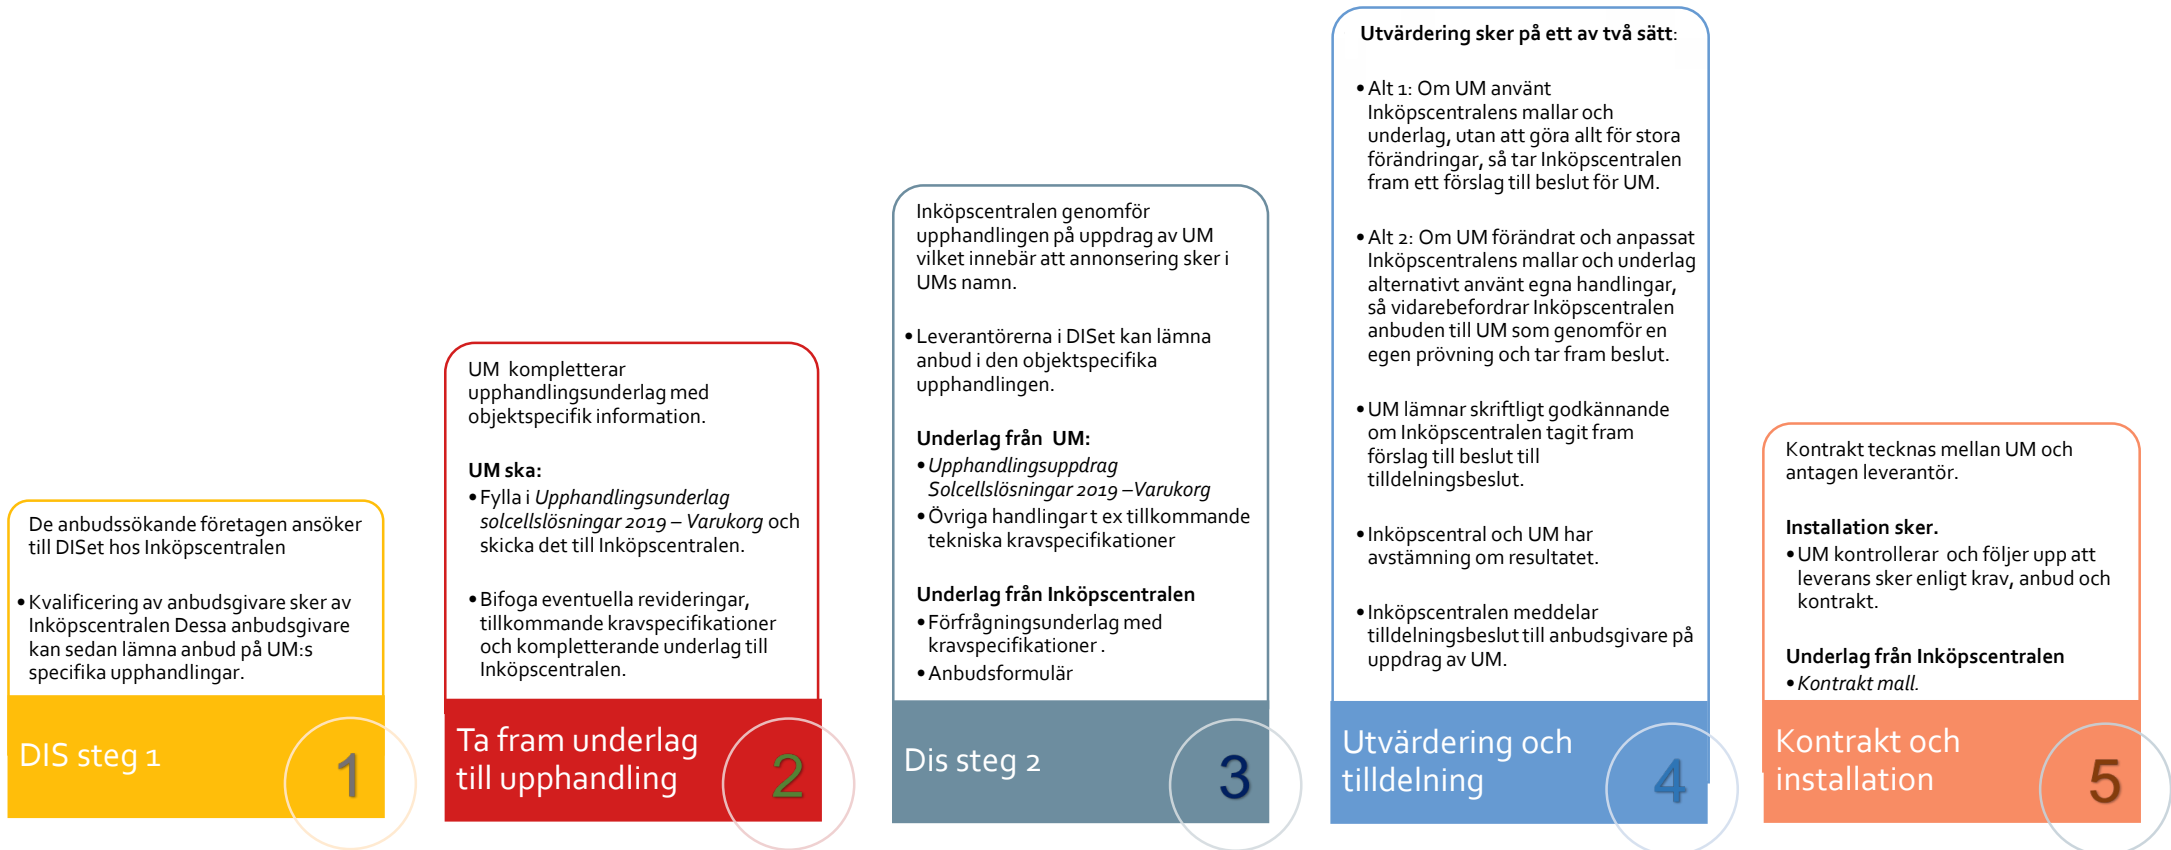 De anbudssökande företagen ansöker
till DISet hos Inköpscentralen
• Kvalificering av anbudsgivare sker av
Inköpscentralen Dessa anbudsgivare
kan sedan lämna anbud på UM:s
specifika upphandlingar.
DIS steg 1
1
UM  kompletterar
upphandlingsunderlag med
objektspecifik information.
UM ska:
• Fylla i Upphandlingsunderlag
solcellslösningar 2019 – Varukorg och
skicka det till Inköpscentralen.
• Bifoga eventuella revideringar,
tillkommande kravspecifikationer
och kompletterande underlag till
Inköpscentralen.
Ta fram underlag
till upphandling
2
Inköpscentralen genomför
upphandlingen på uppdrag av UM
vilket innebär att annonsering sker i
UMs namn.
• Leverantörerna i DISet kan lämna
anbud i den objektspecifika
upphandlingen.
Underlag från  UM:
• Upphandlingsuppdrag
Solcellslösningar 2019 –Varukorg
• Övriga handlingar t ex tillkommande
tekniska kravspecifikationer
Underlag från Inköpscentralen
• Förfrågningsunderlag med
kravspecifikationer .
• Anbudsformulär
Dis steg 2
3
Utvärdering sker på ett av två sätt:
• Alt 1: Om UM använt
Inköpscentralens mallar och
underlag, utan att göra allt för stora
förändringar, så tar Inköpscentralen
fram ett förslag till beslut för UM.
• Alt 2: Om UM förändrat och anpassat
Inköpscentralens mallar och underlag
alternativt använt egna handlingar,
så vidarebefordrar Inköpscentralen
anbuden till UM som genomför en
egen prövning och tar fram beslut.
• UM lämnar skriftligt godkännande
om Inköpscentralen tagit fram
förslag till beslut till
tilldelningsbeslut.
• Inköpscentral och UM har
avstämning om resultatet.
• Inköpscentralen meddelar
tilldelningsbeslut till anbudsgivare på
uppdrag av UM.
Utvärdering och
tilldelning
4
Kontrakt tecknas mellan UM och
antagen leverantör.
Installation sker.
• UM kontrollerar  och följer upp att
leverans sker enligt krav, anbud och
kontrakt.
Underlag från Inköpscentralen
• Kontrakt mall.
Kontrakt och
installation
5